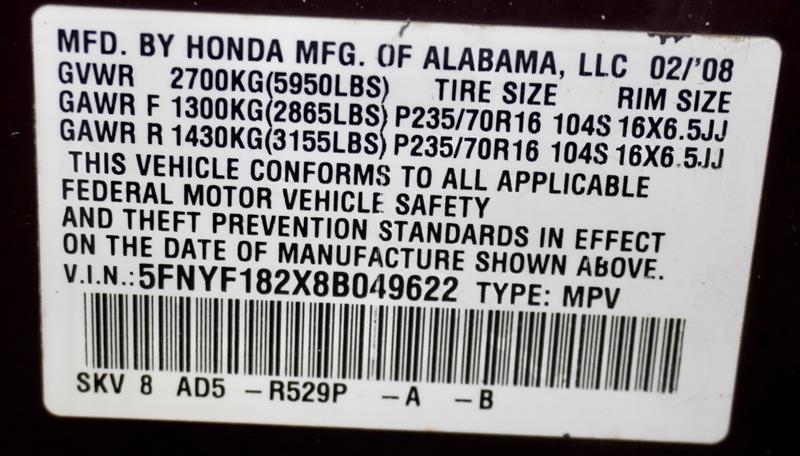 MFD. BY HONDA MFG. OF ALABAMA, LLC 02/'08
GVWR 2700KG(5950LBS) TIRE SIZE RIM SIZE
GAWR F 1300KG(2865LBS) P235/70R16 104S 16X6.5JJ
GAWR R 1430KG(3155LBS) P235/70R16 104S 16X6.5JJ
THIS VEHICLE CONFORMS TO ALL APPLICABLE
FEDERAL MOTOR VEHICLE SAFETY
AND THEFT PREVENTION STANDARDS IN EFFECT
ON THE DATE OF MANUFACTURE SHOWN ABOVE.
V.I.N.: 5FNYF182X8B049622 TYPE: MPV
SKV 8 AD5 -R529P -A -B